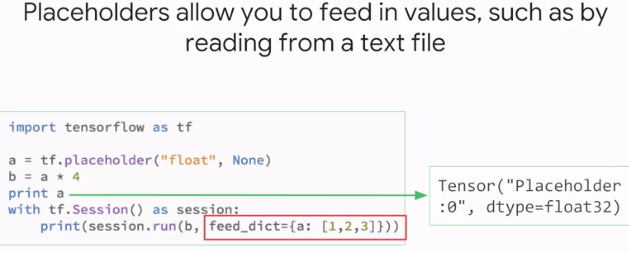 Placeholders allow you to feed in values, such as by
reading from a text file
import tensorflow as tf
a = tf.placeholder("float", None)
b = a * 4
print a
with tf.Session() as session:
    print(session.run(b, feed_dict={a: [1,2,3]}))
Tensor("Placeholder
:0", dtype=float32)